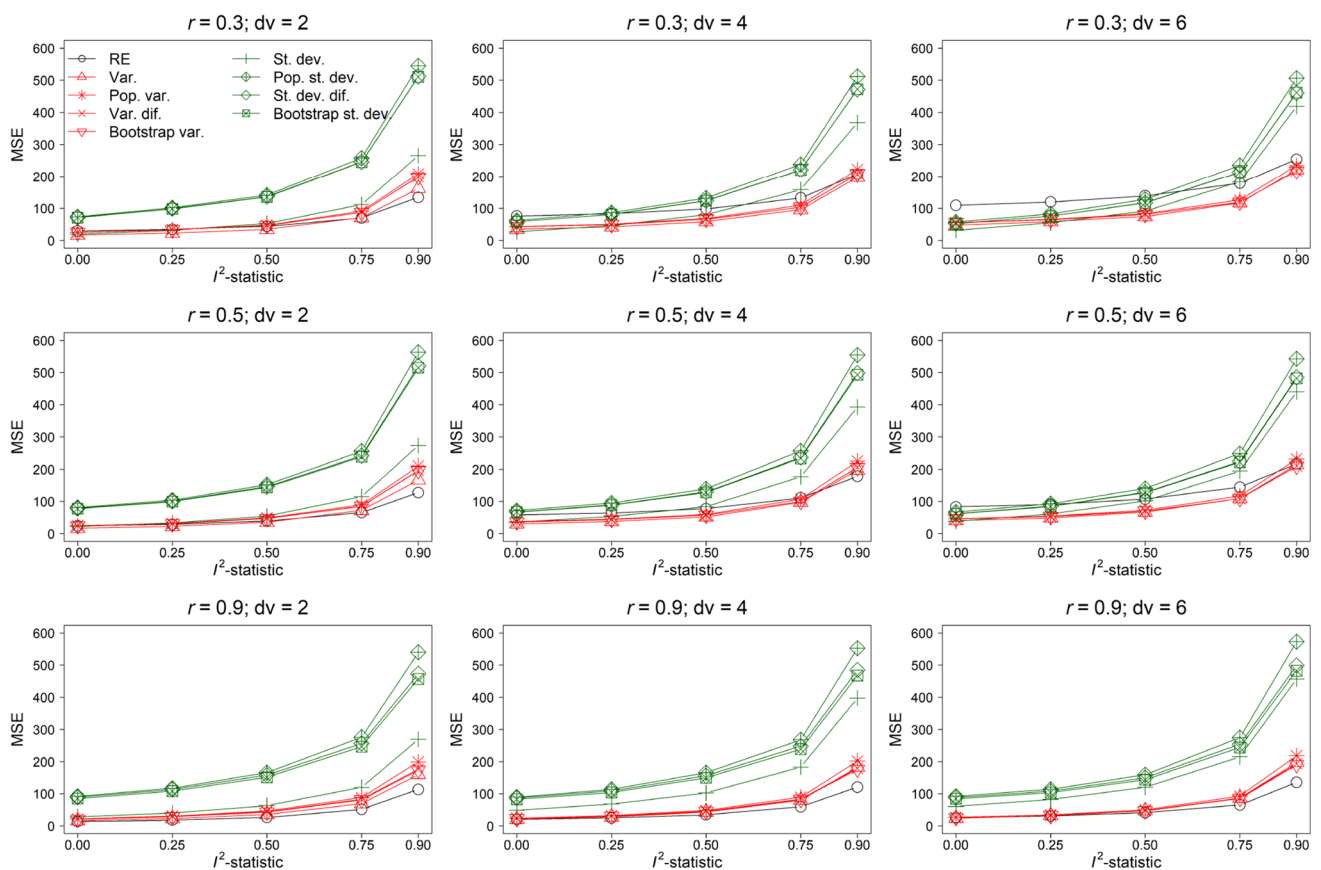 r = 0.3; dv = 2
600
500
400
300
200
100
0
MSE
RE
Var.
Pop. var.
Var. dif.
Bootstrap var.
St. dev.
Pop. st. dev.
St. dev. dif.
Bootstrap st. dev.
0.00 0.25 0.50 0.75 0.90
I²-statistic
r = 0.3; dv = 4
600
500
400
300
200
100
0
MSE
0.00 0.25 0.50 0.75 0.90
I²-statistic
r = 0.3; dv = 6
600
500
400
300
200
100
0
MSE
0.00 0.25 0.50 0.75 0.90
I²-statistic
r = 0.5; dv = 2
600
500
400
300
200
100
0
MSE
0.00 0.25 0.50 0.75 0.90
I²-statistic
r = 0.5; dv = 4
600
500
400
300
200
100
0
MSE
0.00 0.25 0.50 0.75 0.90
I²-statistic
r = 0.5; dv = 6
600
500
400
300
200
100
0
MSE
0.00 0.25 0.50 0.75 0.90
I²-statistic
r = 0.9; dv = 2
600
500
400
300
200
100
0
MSE
0.00 0.25 0.50 0.75 0.90
I²-statistic
r = 0.9; dv = 4
600
500
400
300
200
100
0
MSE
0.00 0.25 0.50 0.75 0.90
I²-statistic
r = 0.9; dv = 6
600
500
400
300
200
100
0
MSE
0.00 0.25 0.50 0.75 0.90
I²-statistic